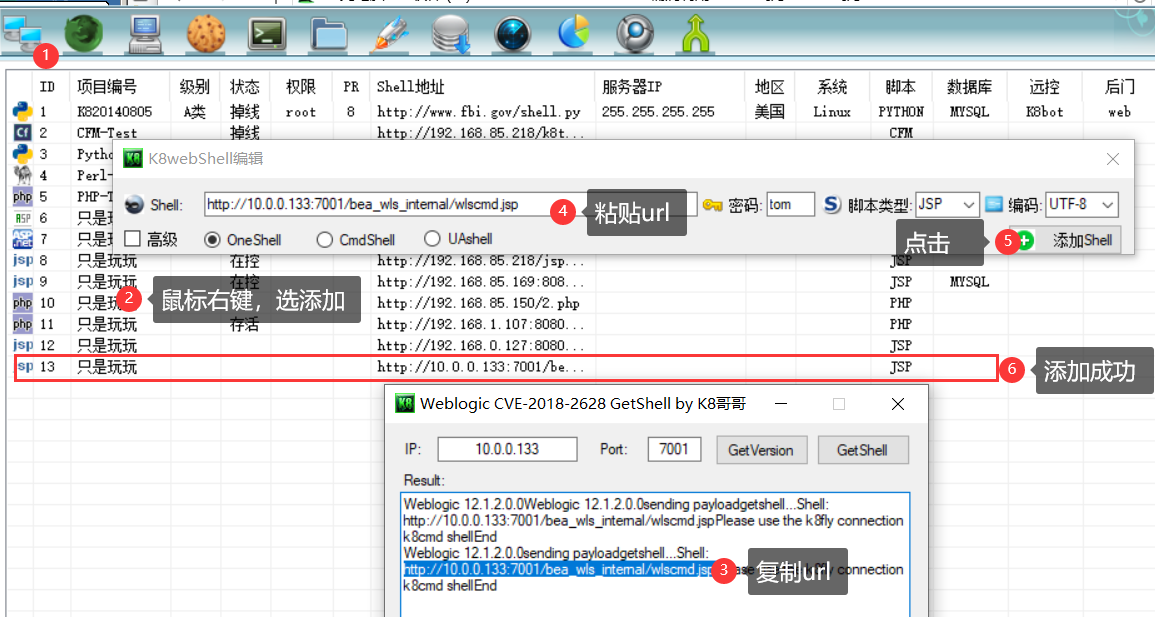 1
ID 项目编号 级别 状态 权限 PR Shell地址 服务器IP 地区 系统 脚本 数据库 远控 后门
1 K820140805 A类 掉线 root 8 http://www.fbi.gov/shell.py 255.255.255.255 美国 Linux PYTHON MYSQL K8bot web
Cf 2 CFM-Test 掉线 http://192.168.85.218/k8t... CFM
3 Pytho
4 Perl-
php 5 PHP-T
ASP 6 只是
ASP.net 7 只是
K8 K8webShell编辑
Shell: http://10.0.0.133:7001/bea_wls_internal/wlscmd.jsp 4 粘贴url 密码: tom 脚本类型: JSP 编码: UTF-8
高级 OneShell CmdShell UAshell 点击 5 添加Shell
jsp 8 只是玩玩 在控 http://192.168.85.218/jsp... JSP
jsp 9 只是玩玩 在控 http://192.168.85.169:808... JSP MYSQL
2 鼠标右键，选添加
php 10 只是 http://192.168.85.150/2.php PHP
php 11 只是玩玩 存活 http://192.168.1.107:8080... PHP
jsp 12 只是玩玩 http://192.168.0.127:8080... JSP
sp 13 只是玩玩 http://10.0.0.133:7001/be... JSP
6 添加成功
K8 Weblogic CVE-2018-2628 GetShell by K8哥哥
IP: 10.0.0.133 Port: 7001 GetVersion GetShell
Result:
Weblogic 12.1.2.0.0Weblogic 12.1.2.0.0sending payloadgetshell...Shell:
http://10.0.0.133:7001/bea_wls_internal/wlscmd.jspPlease use the k8fly connection
k8cmd shellEnd
Weblogic 12.1.2.0.0sending payloadgetshell...Shell:
http://10.0.0.133:7001/bea_wls_internal/wlscmd.jsp connection
3 复制url
k8cmd shellEnd